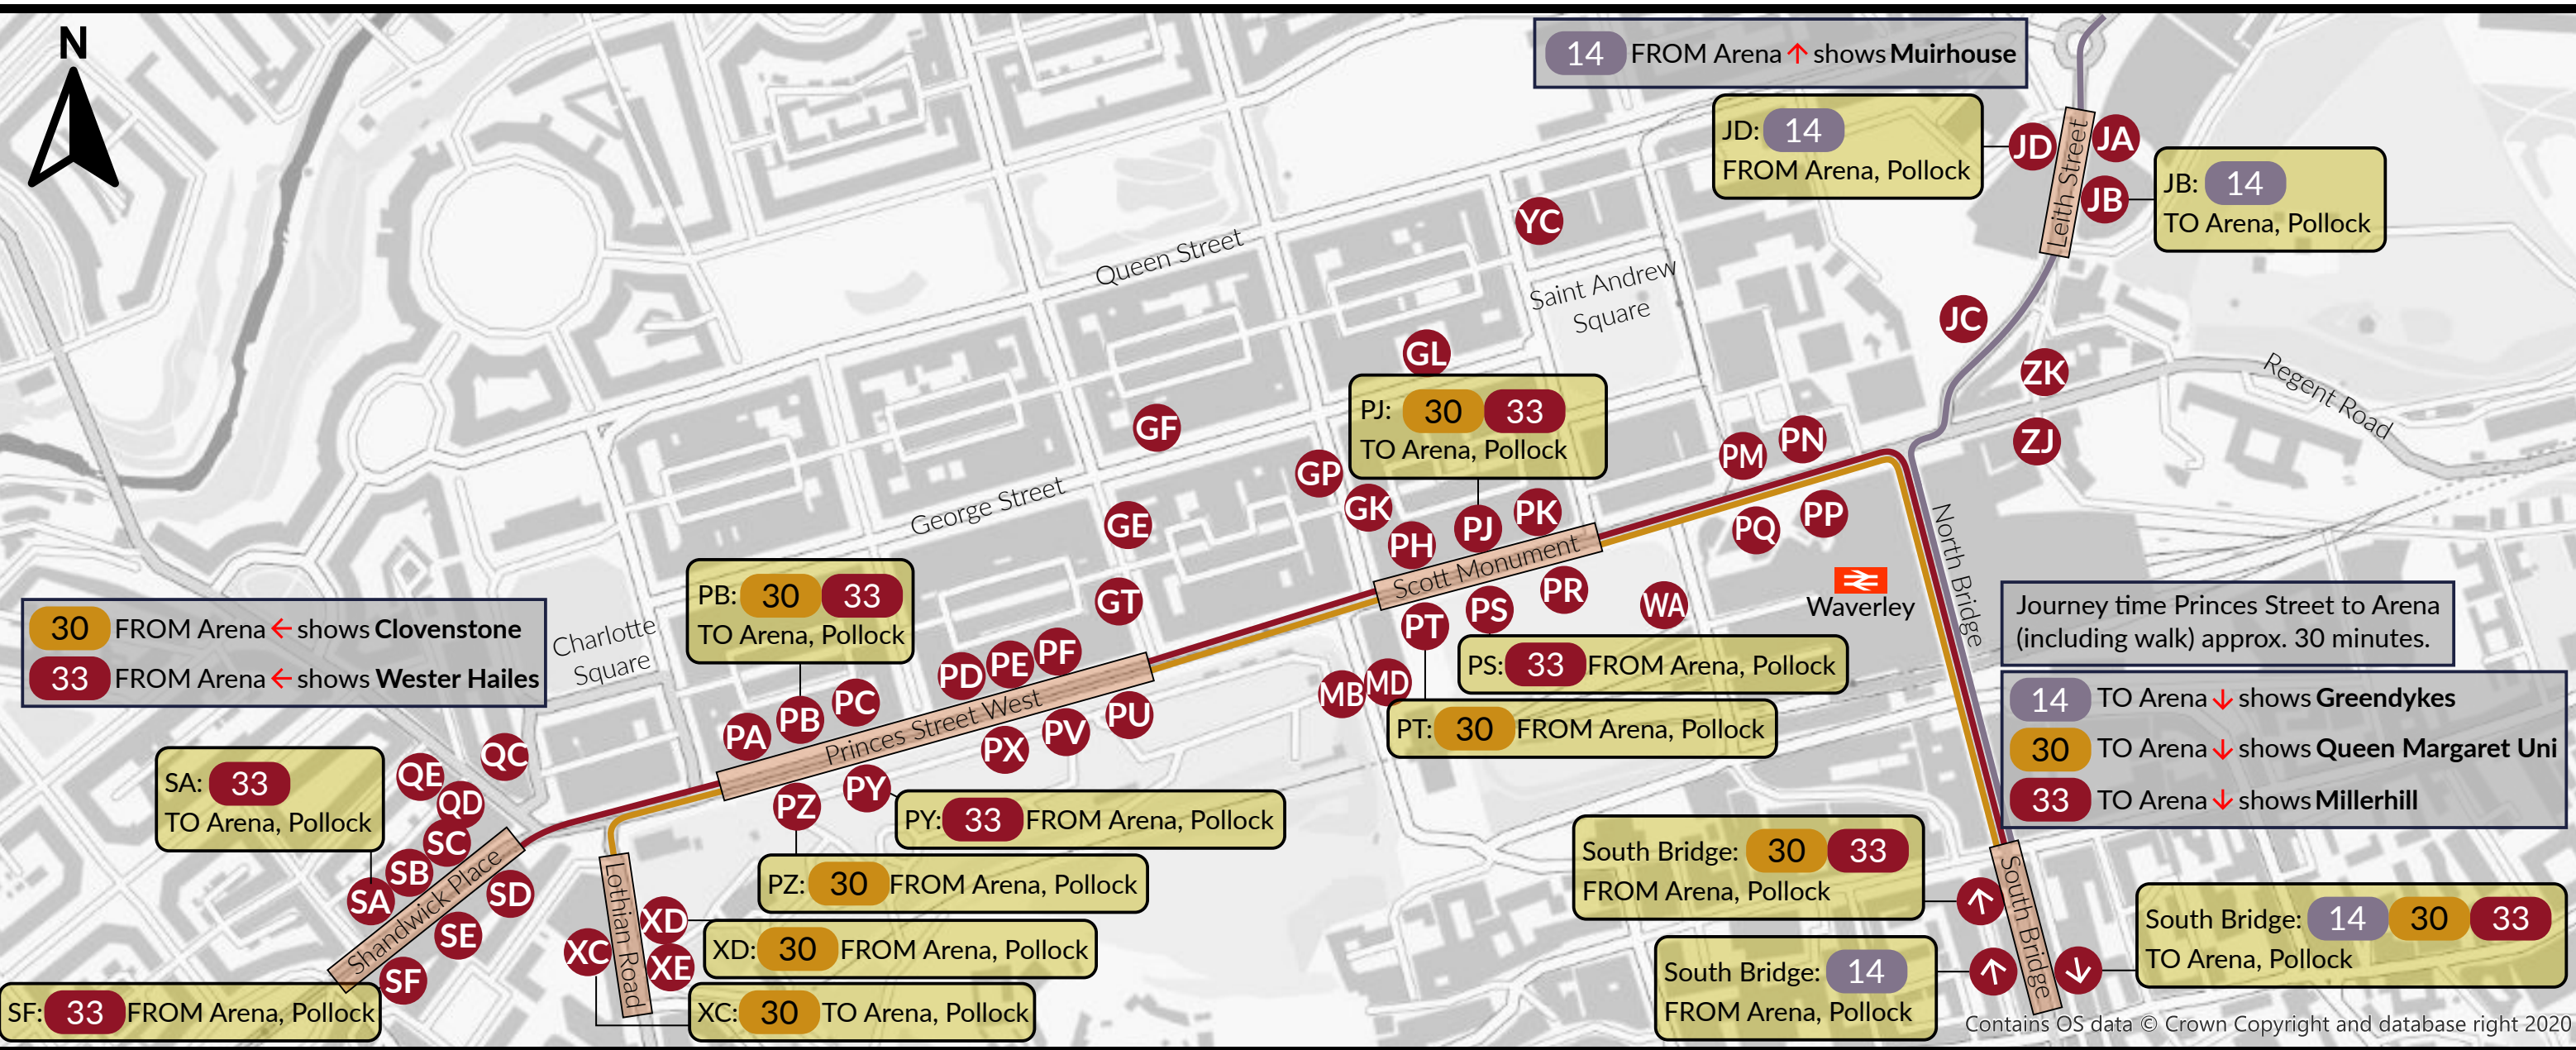 N
14 FROM Arena ↑ shows Muirhouse
JD: 14
FROM Arena, Pollock
JD
JA
JB
Leith Street
JB: 14
TO Arena, Pollock
YC
Queen Street
Saint Andrew
Square
JC
ZK
ZJ
Regent Road
GL
GF
PJ: 30 33
TO Arena, Pollock
George Street
GE
GP
GK
PH
PJ
PK
PM
PN
PQ
PP
Scott Monument
North Bridge
30 FROM Arena ← shows Clovenstone
33 FROM Arena ← shows Wester Hailes
Charlotte
Square
PB: 30 33
TO Arena, Pollock
GT
PT
PS
PR
WA
Waverley
Journey time Princes Street to Arena
(including walk) approx. 30 minutes.
PA
PB
PC
PD
PE
PF
Princes Street West
PX
PV
PU
MB
MD
PS: 33 FROM Arena, Pollock
PT: 30 FROM Arena, Pollock
14 TO Arena ↓ shows Greendykes
30 TO Arena ↓ shows Queen Margaret Uni
33 TO Arena ↓ shows Millerhill
SA: 33
TO Arena, Pollock
QE
QC
QD
SC
SB
SA
SD
SE
SF
Shandwick Place
PZ
PY
PY: 33 FROM Arena, Pollock
PZ: 30 FROM Arena, Pollock
Lothian Road
XD
XC
XE
XD: 30 FROM Arena, Pollock
XC: 30 TO Arena, Pollock
SF: 33 FROM Arena, Pollock
South Bridge: 30 33
FROM Arena, Pollock
South Bridge: 14
FROM Arena, Pollock
↑
↑
↓
South Bridge
South Bridge: 14 30 33
TO Arena, Pollock
Contains OS data © Crown Copyright and database right 2020